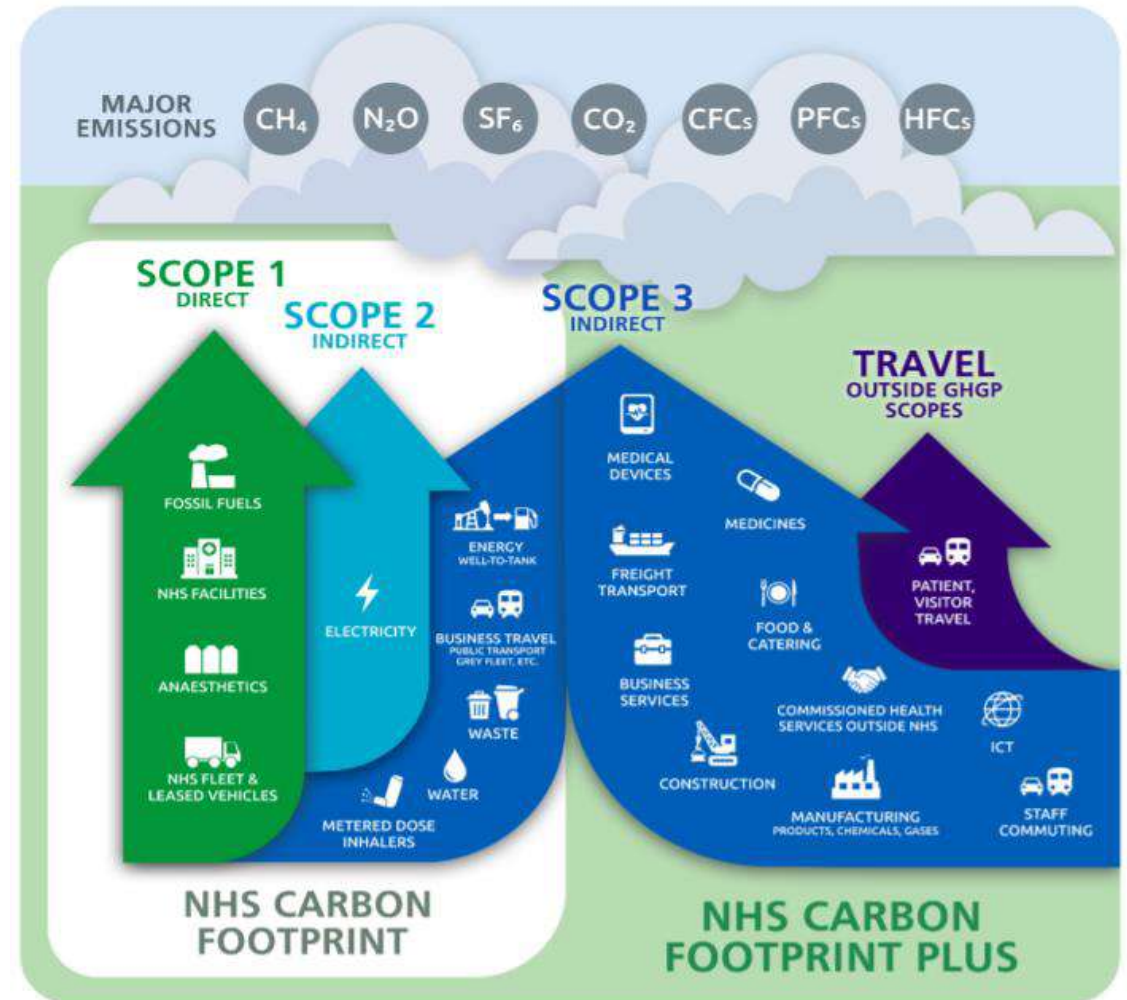 MAJOR
EMISSIONS
CH₄
N₂O
SF₆
CO₂
CFCs
PFCs
HFCs
SCOPE 1
DIRECT
FOSSIL FUELS
NHS FACILITIES
ANAESTHETICS
NHS FLEET &
LEASED VEHICLES
SCOPE 2
INDIRECT
ELECTRICITY
SCOPE 3
INDIRECT
ENERGY
WELL-TO-TANK
BUSINESS TRAVEL
PUBLIC TRANSPORT
GREY FLEET, ETC.
WASTE
WATER
METERED DOSE
INHALERS
MEDICAL
DEVICES
MEDICINES
FREIGHT
TRANSPORT
FOOD &
CATERING
BUSINESS
SERVICES
COMMISSIONED HEALTH
SERVICES OUTSIDE NHS
CONSTRUCTION
MANUFACTURING
PRODUCTS, CHEMICALS, GASES
ICT
STAFF
COMMUTING
TRAVEL
OUTSIDE GHGP
SCOPES
PATIENT,
VISITOR
TRAVEL
NHS CARBON
FOOTPRINT
NHS CARBON
FOOTPRINT PLUS